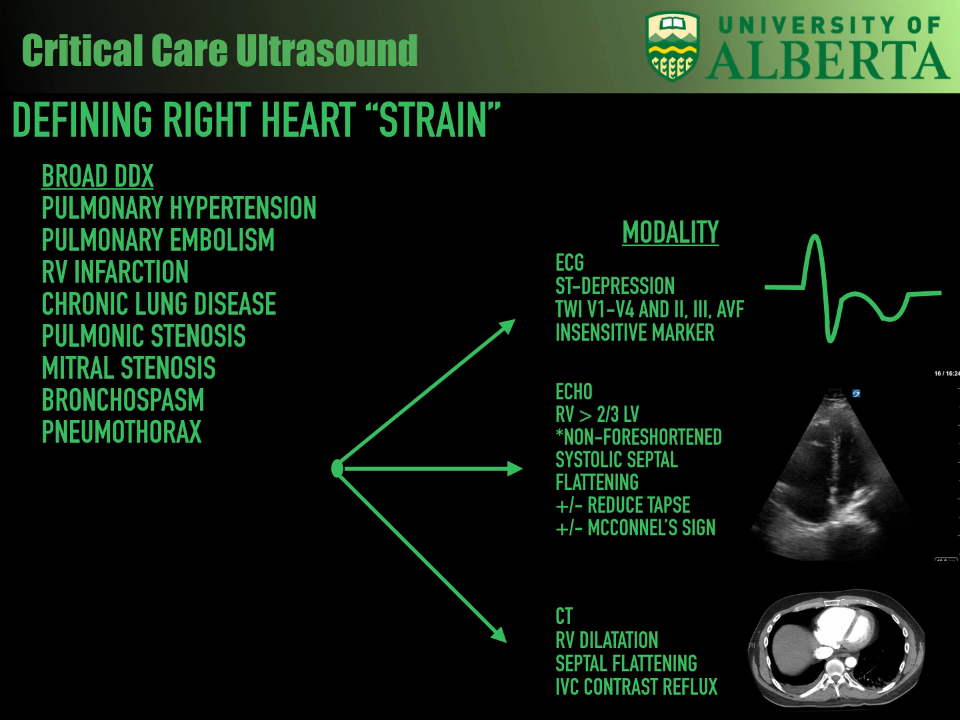 Critical Care Ultrasound
UNIVERSITY OF
ALBERTA
DEFINING RIGHT HEART “STRAIN”
BROAD DDX
PULMONARY HYPERTENSION
PULMONARY EMBOLISM
RV INFARCTION
CHRONIC LUNG DISEASE
PULMONIC STENOSIS
MITRAL STENOSIS
BRONCHOSPASM
PNEUMOTHORAX
MODALITY
ECG
ST-DEPRESSION
TWI V1-V4 AND II, III, AVF
INSENSITIVE MARKER
16 / 16:24
ECHO
RV > 2/3 LV
*NON-FORESHORTENED
SYSTOLIC SEPTAL
FLATTENING
+/- REDUCE TAPSE
+/- MCCONNEL'S SIGN
CT
RV DILATATION
SEPTAL FLATTENING
IVC CONTRAST REFLUX